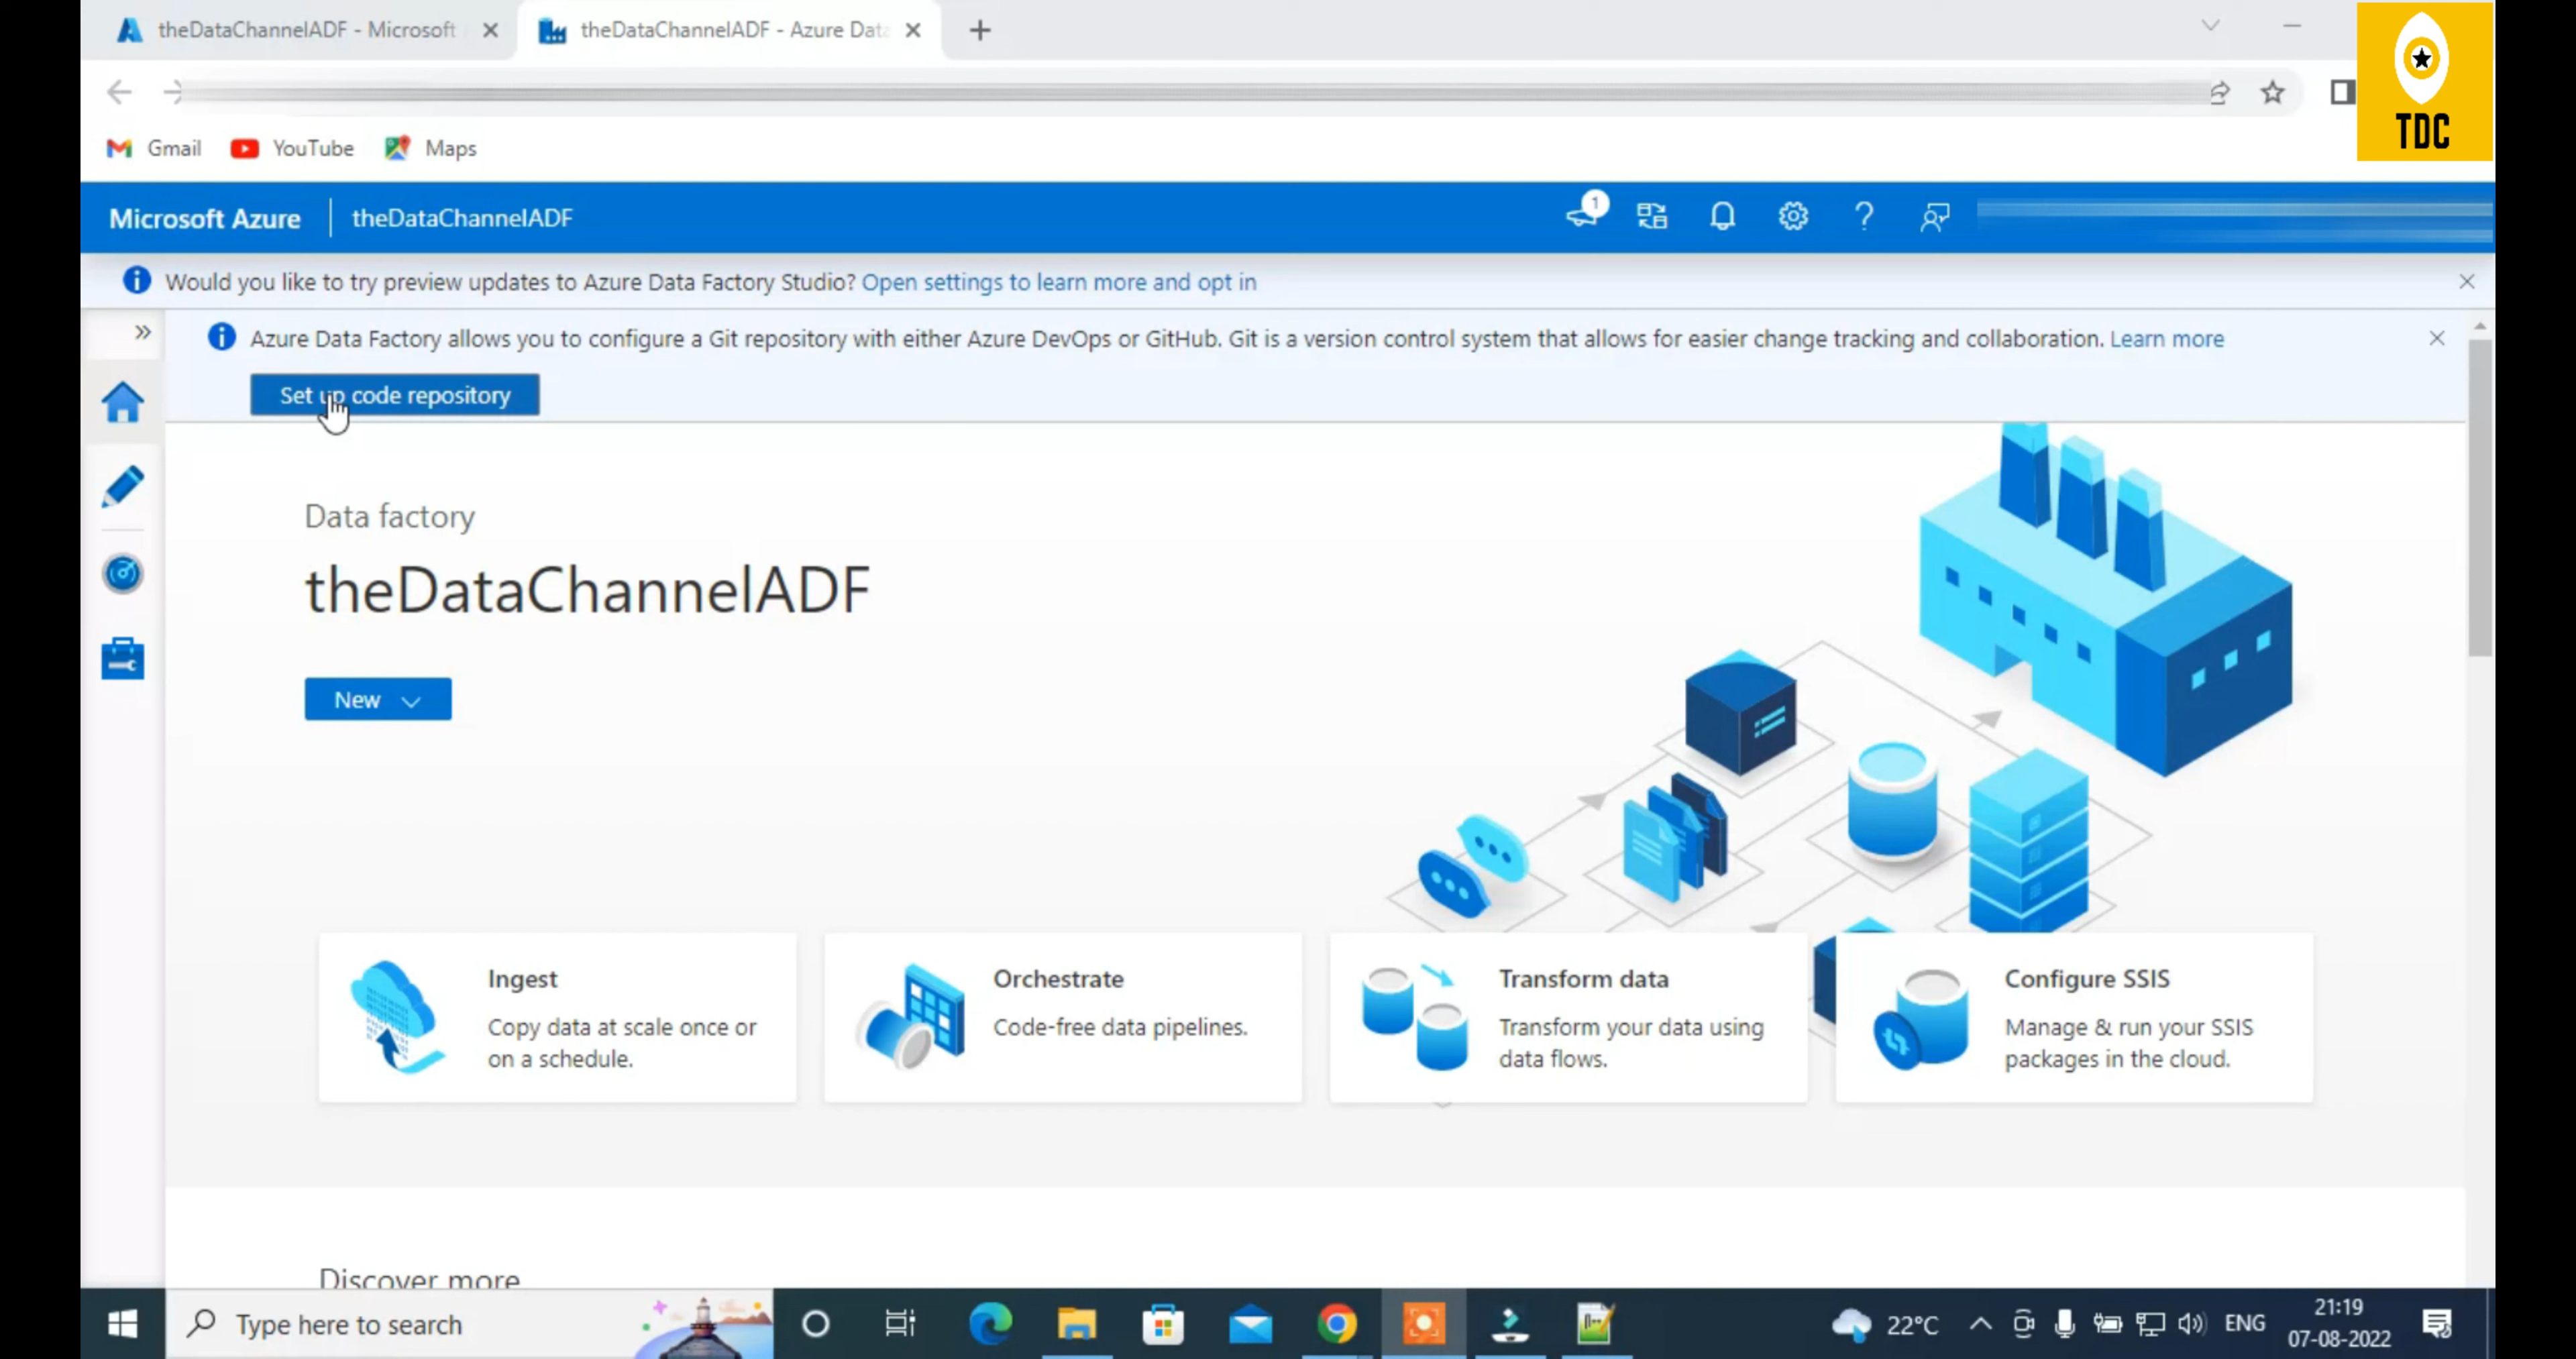 theDataChannelADF - Microsoft
theDataChannelADF - Azure Data
TDC
Gmail
YouTube
Maps
Microsoft Azure
theDataChannelADF
1
Would you like to try preview updates to Azure Data Factory Studio? Open settings to learn more and opt in
Azure Data Factory allows you to configure a Git repository with either Azure DevOps or GitHub. Git is a version control system that allows for easier change tracking and collaboration. Learn more
Set up code repository
Data factory
theDataChannelADF
New
Ingest
Copy data at scale once or
on a schedule.
Orchestrate
Code-free data pipelines.
Transform data
Transform your data using
data flows.
Configure SSIS
Manage & run your SSIS
packages in the cloud.
Discover more
Type here to search
22°C
ENG
21:19
07-08-2022